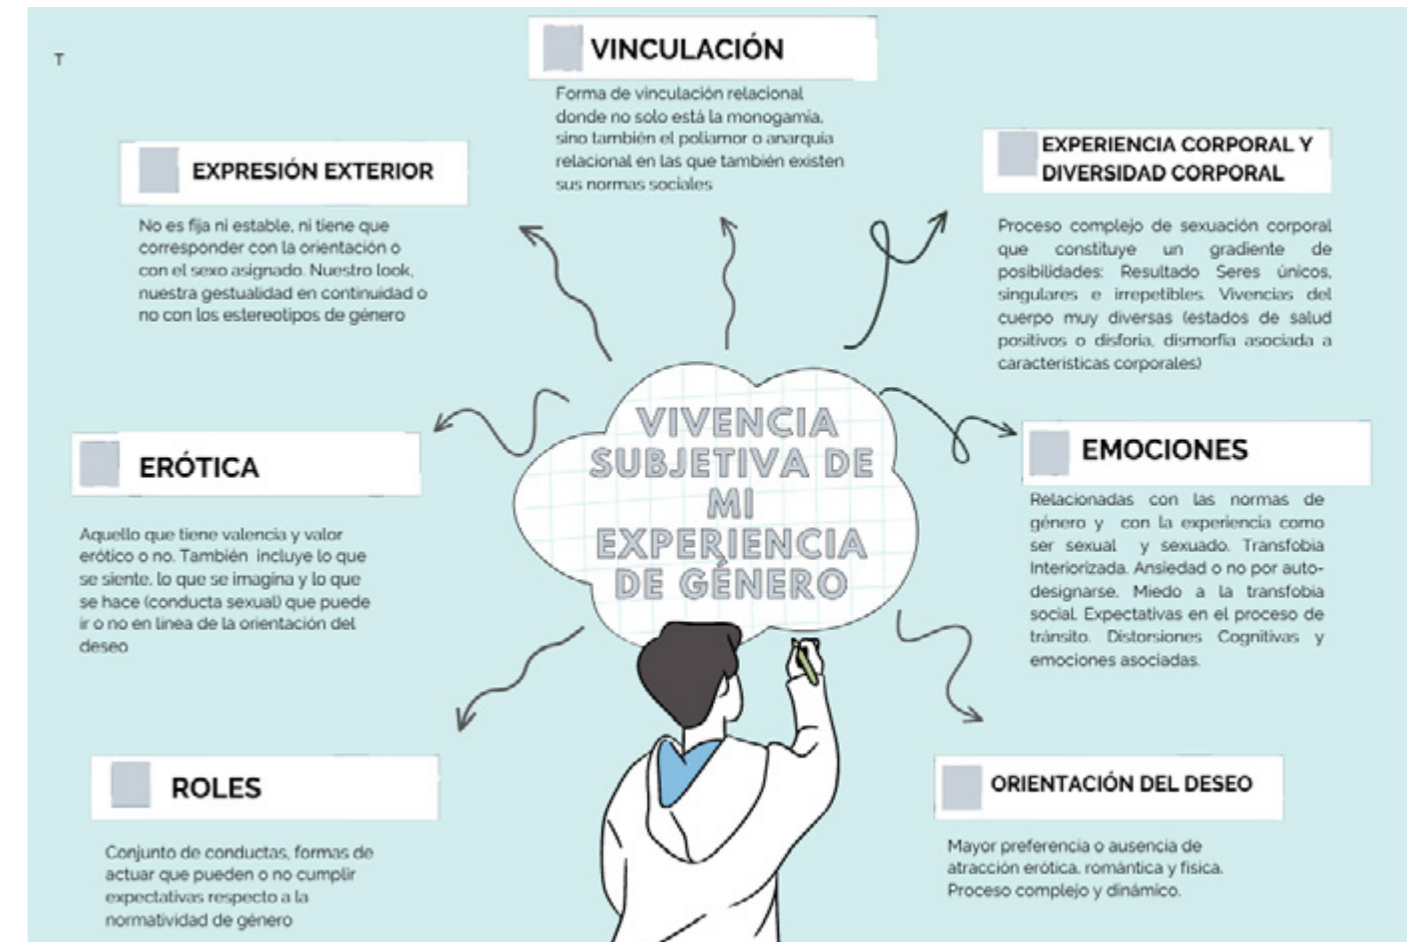 T
VINCULACIÓN
Forma de vinculación relacional
donde no solo está la monogamia,
sino también el poliamor o anarquía
relacional en las que también existen
sus normas sociales
EXPRESIÓN EXTERIOR
No es fija ni estable, ni tiene que
corresponder con la orientación o
con el sexo asignado. Nuestro look,
nuestra gestualidad en continuidad o
no con los estereotipos de género
EXPERIENCIA CORPORAL Y
DIVERSIDAD CORPORAL
Proceso complejo de sexuación corporal
que constituye un gradiente de
posibilidades: Resultado Seres únicos,
singulares e irrepetibles. Vivencias del
cuerpo muy diversas (estados de salud
positivos o disforia, dismorfia asociada a
características corporales)
VIVENCIA
SUBJETIVA DE
MI
EXPERIENCIA
DE GÉNERO
ERÓTICA
Aquello que tiene valencia y valor
erótico o no. También incluye lo que
se siente, lo que se imagina y lo que
se hace (conducta sexual) que puede
ir o no en línea de la orientación del
deseo
EMOCIONES
Relacionadas con las normas de
género y con la experiencia como
ser sexual y sexuado. Transfobia
Interiorizada. Ansiedad o no por auto-
designarse. Miedo a la transfobia
social. Expectativas en el proceso de
tránsito. Distorsiones Cognitivas y
emociones asociadas.
ROLES
Conjunto de conductas, formas de
actuar que pueden o no cumplir
expectativas respecto a la
normatividad de género
ORIENTACIÓN DEL DESEO
Mayor preferencia o ausencia de
atracción erótica, romántica y física.
Proceso complejo y dinámico.